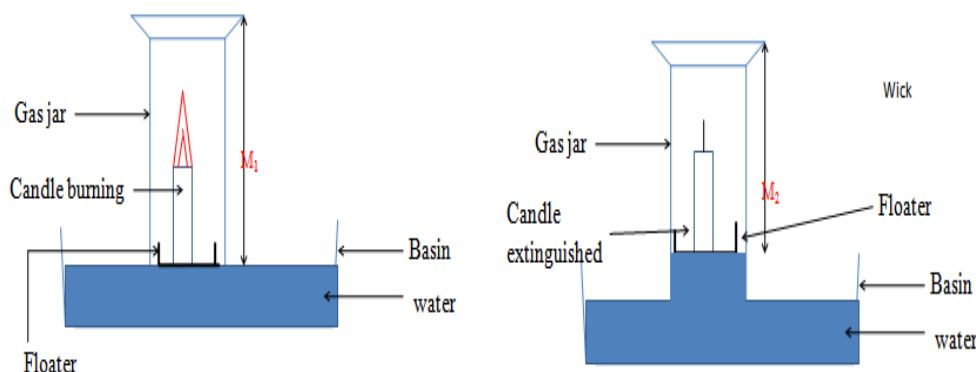 Gas jar
M₁
Candle burning
Basin
water
Floater
Wick
Gas jar
M₂
Candle
extinguished
Floater
Basin
water